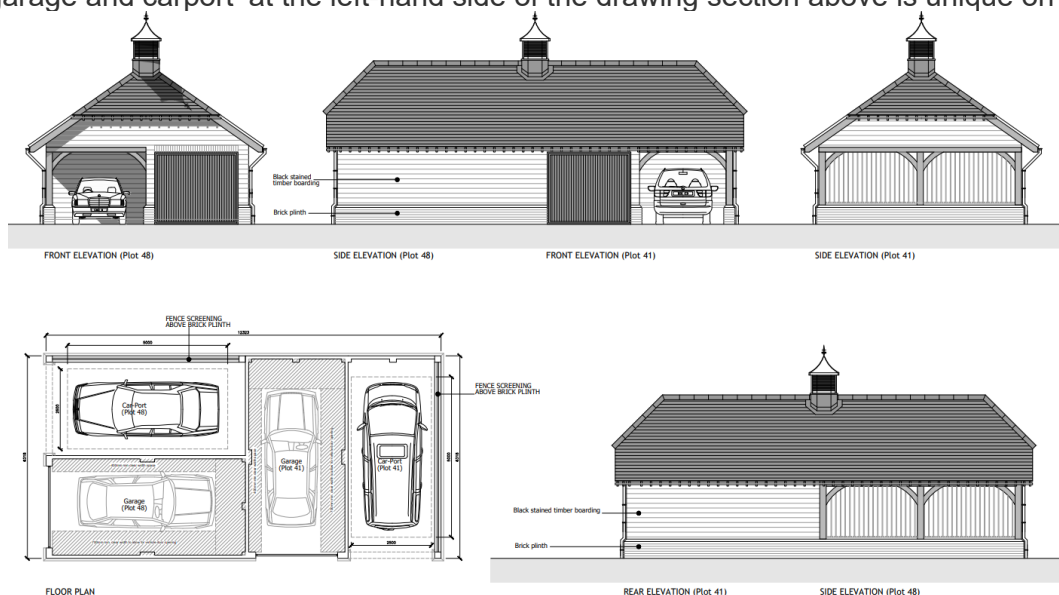 garage and carport at the left hand side of the drawing section above is unique on
Black stained
timber boarding
Brick plinth
FRONT ELEVATION (Plot 48)
SIDE ELEVATION (Plot 48)
FRONT ELEVATION (Plot 41)
SIDE ELEVATION (Plot 41)
FENCE SCREENING
ABOVE BRICK PLINTH
FENCE SCREENING
ABOVE BRICK PLINTH
Car-Port
(Plot 48)
Garage
(Plot 41)
Car-Port
(Plot 41)
Garage
(Plot 48)
Black stained timber boarding
Brick plinth
FLOOR PLAN
REAR ELEVATION (Plot 41)
SIDE ELEVATION (Plot 48)